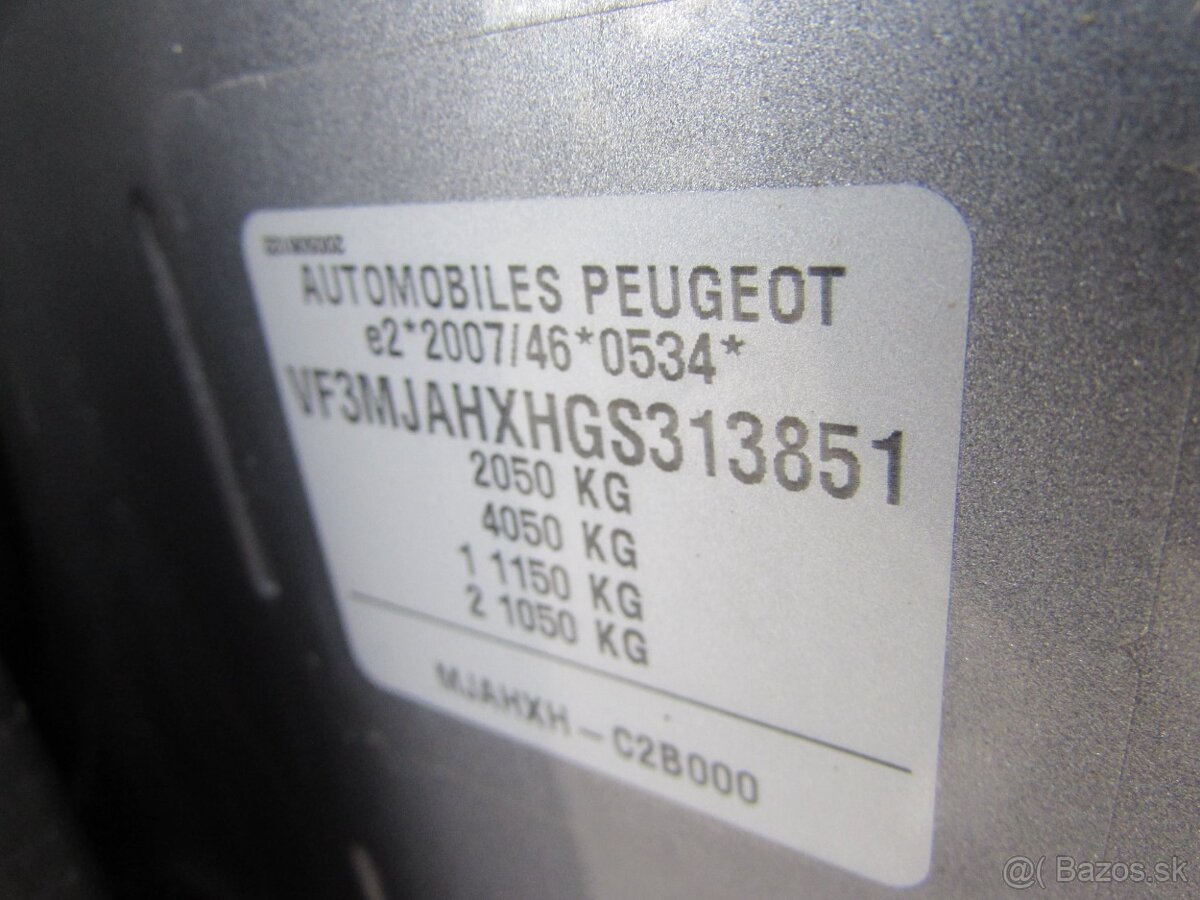 AUTOMOBILES PEUGEOT
e2*2007/46*0534*
VF3MJAHXHGS313851
2050 KG
4050 KG
1 1150 KG
2 1050 KG
MJAHXH – C2B000
@( Bazos.sk